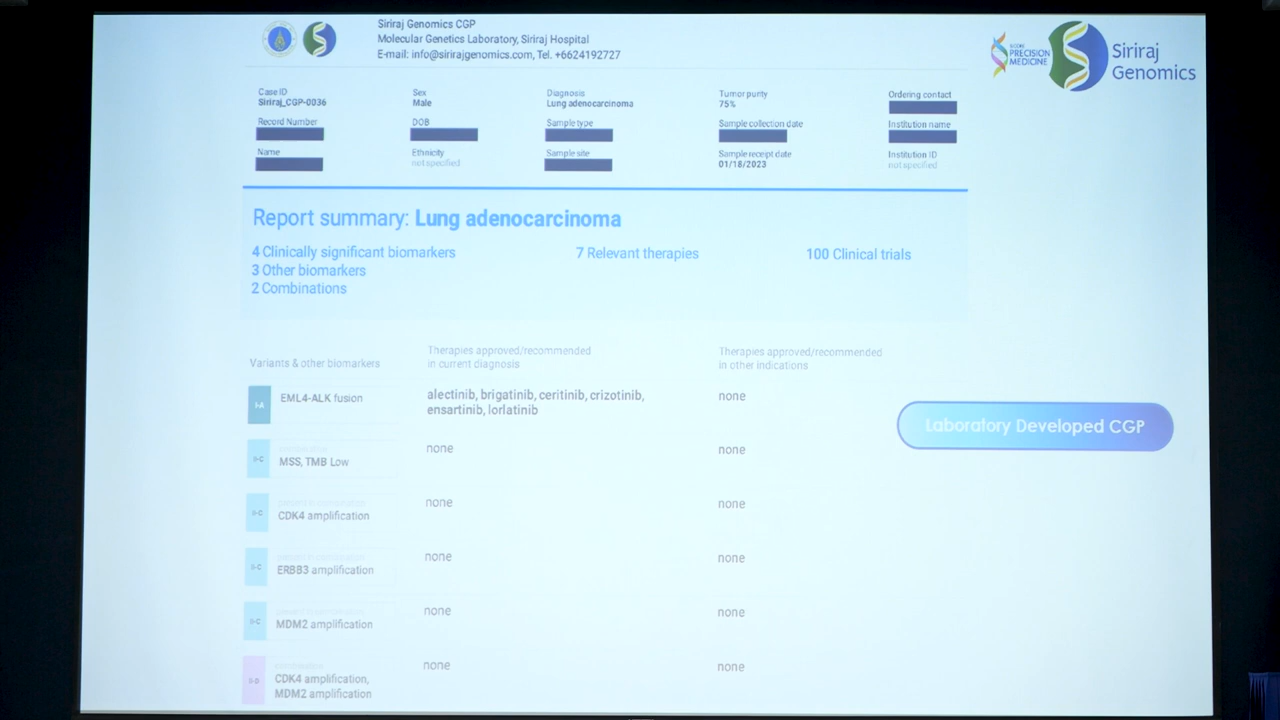 Siriraj Genomics CGP
Molecular Genetics Laboratory, Siriraj Hospital
E-mail: info@sirirajgenomics.com, Tel. +6624192727
PRECISION
MEDICINE
Siriraj
Genomics
Case ID
Siriraj_CGP-0036
Sex
Male
Diagnosis
Lung adenocarcinoma
Tumor purity
75%
Ordering contact
Record Number
DOB
Sample type
Sample collection date
Institution name
Name
Ethnicity
not specified
Sample site
Sample receipt date
01/18/2023
Institution ID
not specified
Report summary: Lung adenocarcinoma
4 Clinically significant biomarkers
7 Relevant therapies
100 Clinical trials
3 Other biomarkers
2 Combinations
Variants & other biomarkers
Therapies approved/recommended
in current diagnosis
Therapies approved/recommended
in other indications
I-A
EML4-ALK fusion
alectinib, brigatinib, ceritinib, crizotinib,
ensartinib, lorlatinib
none
Laboratory Developed CGP
II-C
MSS, TMB Low
none
none
II-C
CDK4 amplification
none
none
II-C
ERBB3 amplification
none
none
II-C
MDM2 amplification
none
none
II-D
CDK4 amplification,
MDM2 amplification
none
none